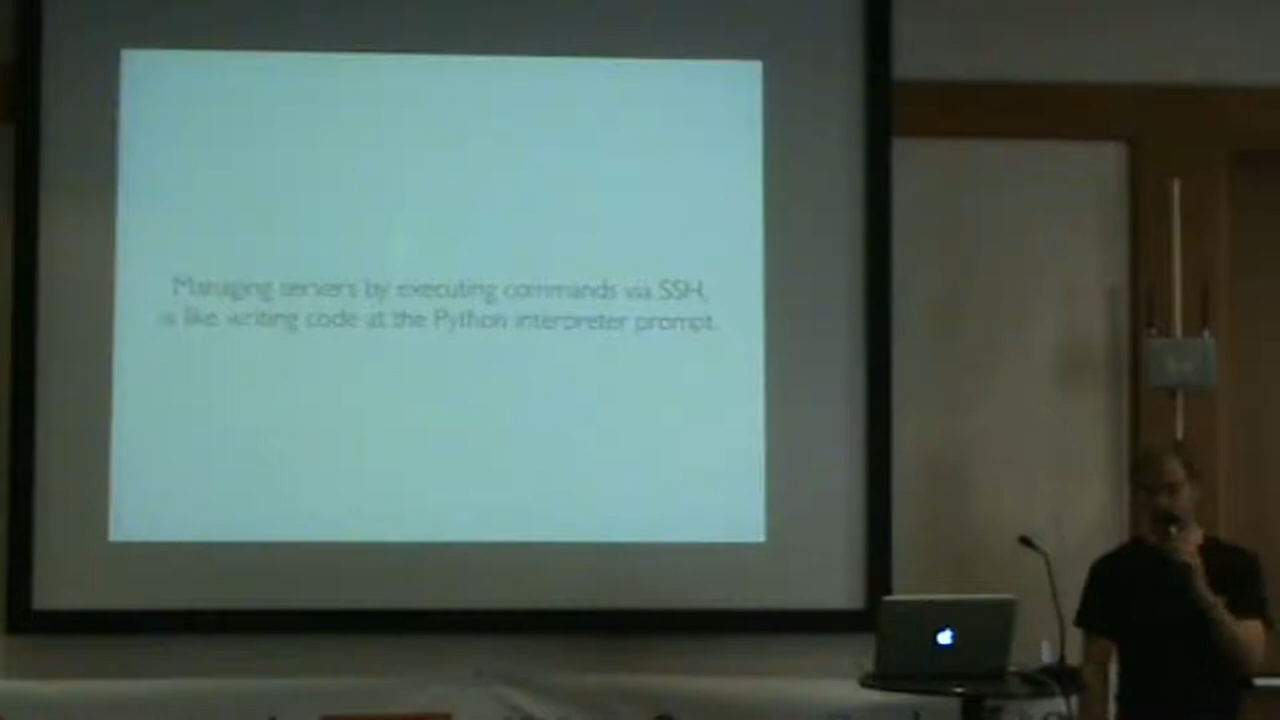 Managing servers by executing commands via SSH,
is like writing code at the Python interpreter prompt.